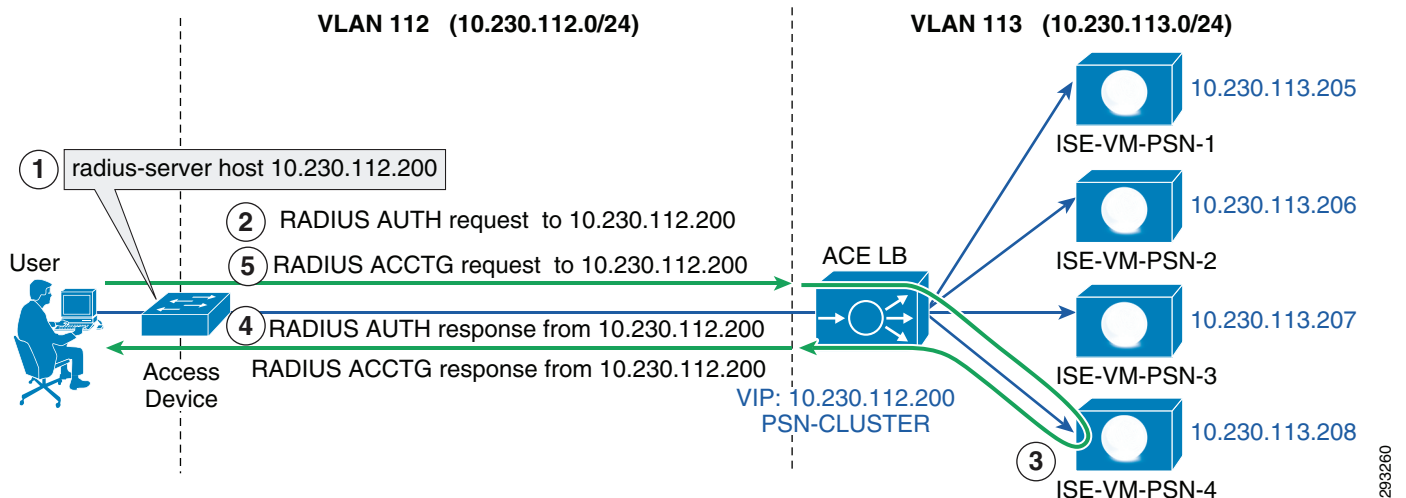 VLAN 112 (10.230.112.0/24)
VLAN 113 (10.230.113.0/24)
10.230.113.205
ISE-VM-PSN-1
1 radius-server host 10.230.112.200
2 RADIUS AUTH request to 10.230.112.200
10.230.113.206
ISE-VM-PSN-2
User
5 RADIUS ACCTG request to 10.230.112.200
ACE LB
4 RADIUS AUTH response from 10.230.112.200
10.230.113.207
ISE-VM-PSN-3
RADIUS ACCTG response from 10.230.112.200
Access
Device
VIP: 10.230.112.200
PSN-CLUSTER
10.230.113.208
3
ISE-VM-PSN-4
293260